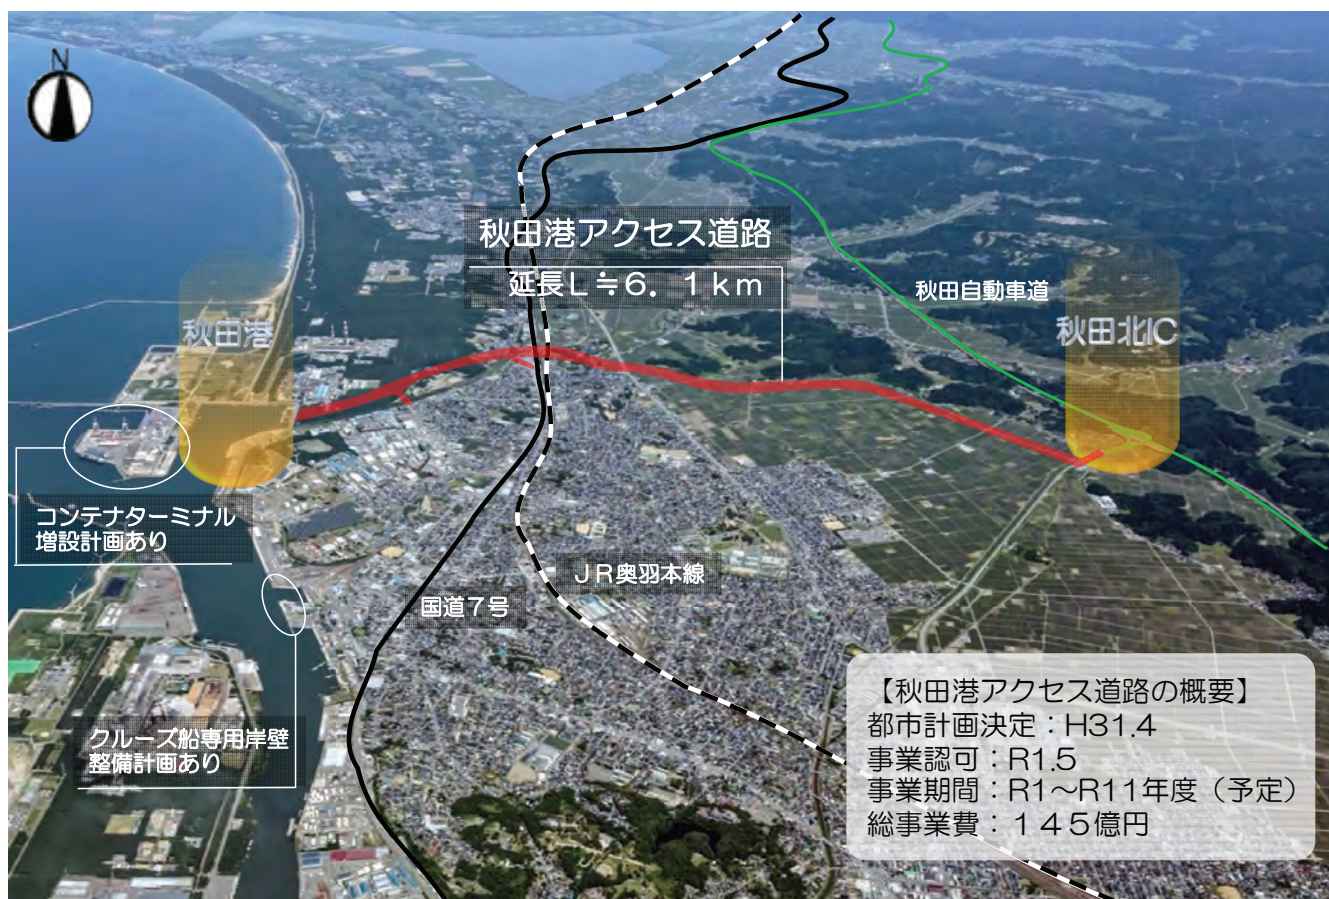 N
秋田港アクセス道路
延長L≒6．1km
秋田自動車道
秋田港
秋田北IC
コンテナターミナル
増設計画あり
JR奥羽本線
国道7号
クルーズ船専用岸壁
整備計画あり
【秋田港アクセス道路の概要】
都市計画決定：H31.4
事業認可：R1.5
事業期間：R1～R11年度（予定）
総事業費：145億円